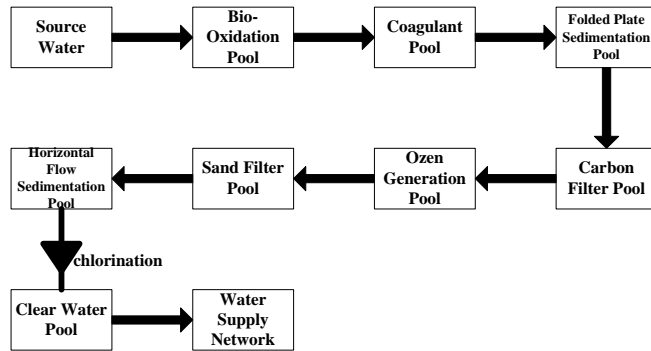 Source
Water
Bio-
Oxidation
Pool
Coagulant
Pool
Folded Plate
Sedimentation
Pool
Horizontal
Flow
Sedimentation
Pool
Sand Filter
Pool
Ozen
Generation
Pool
Carbon
Filter Pool
chlorination
Clear Water
Pool
Water
Supply
Network